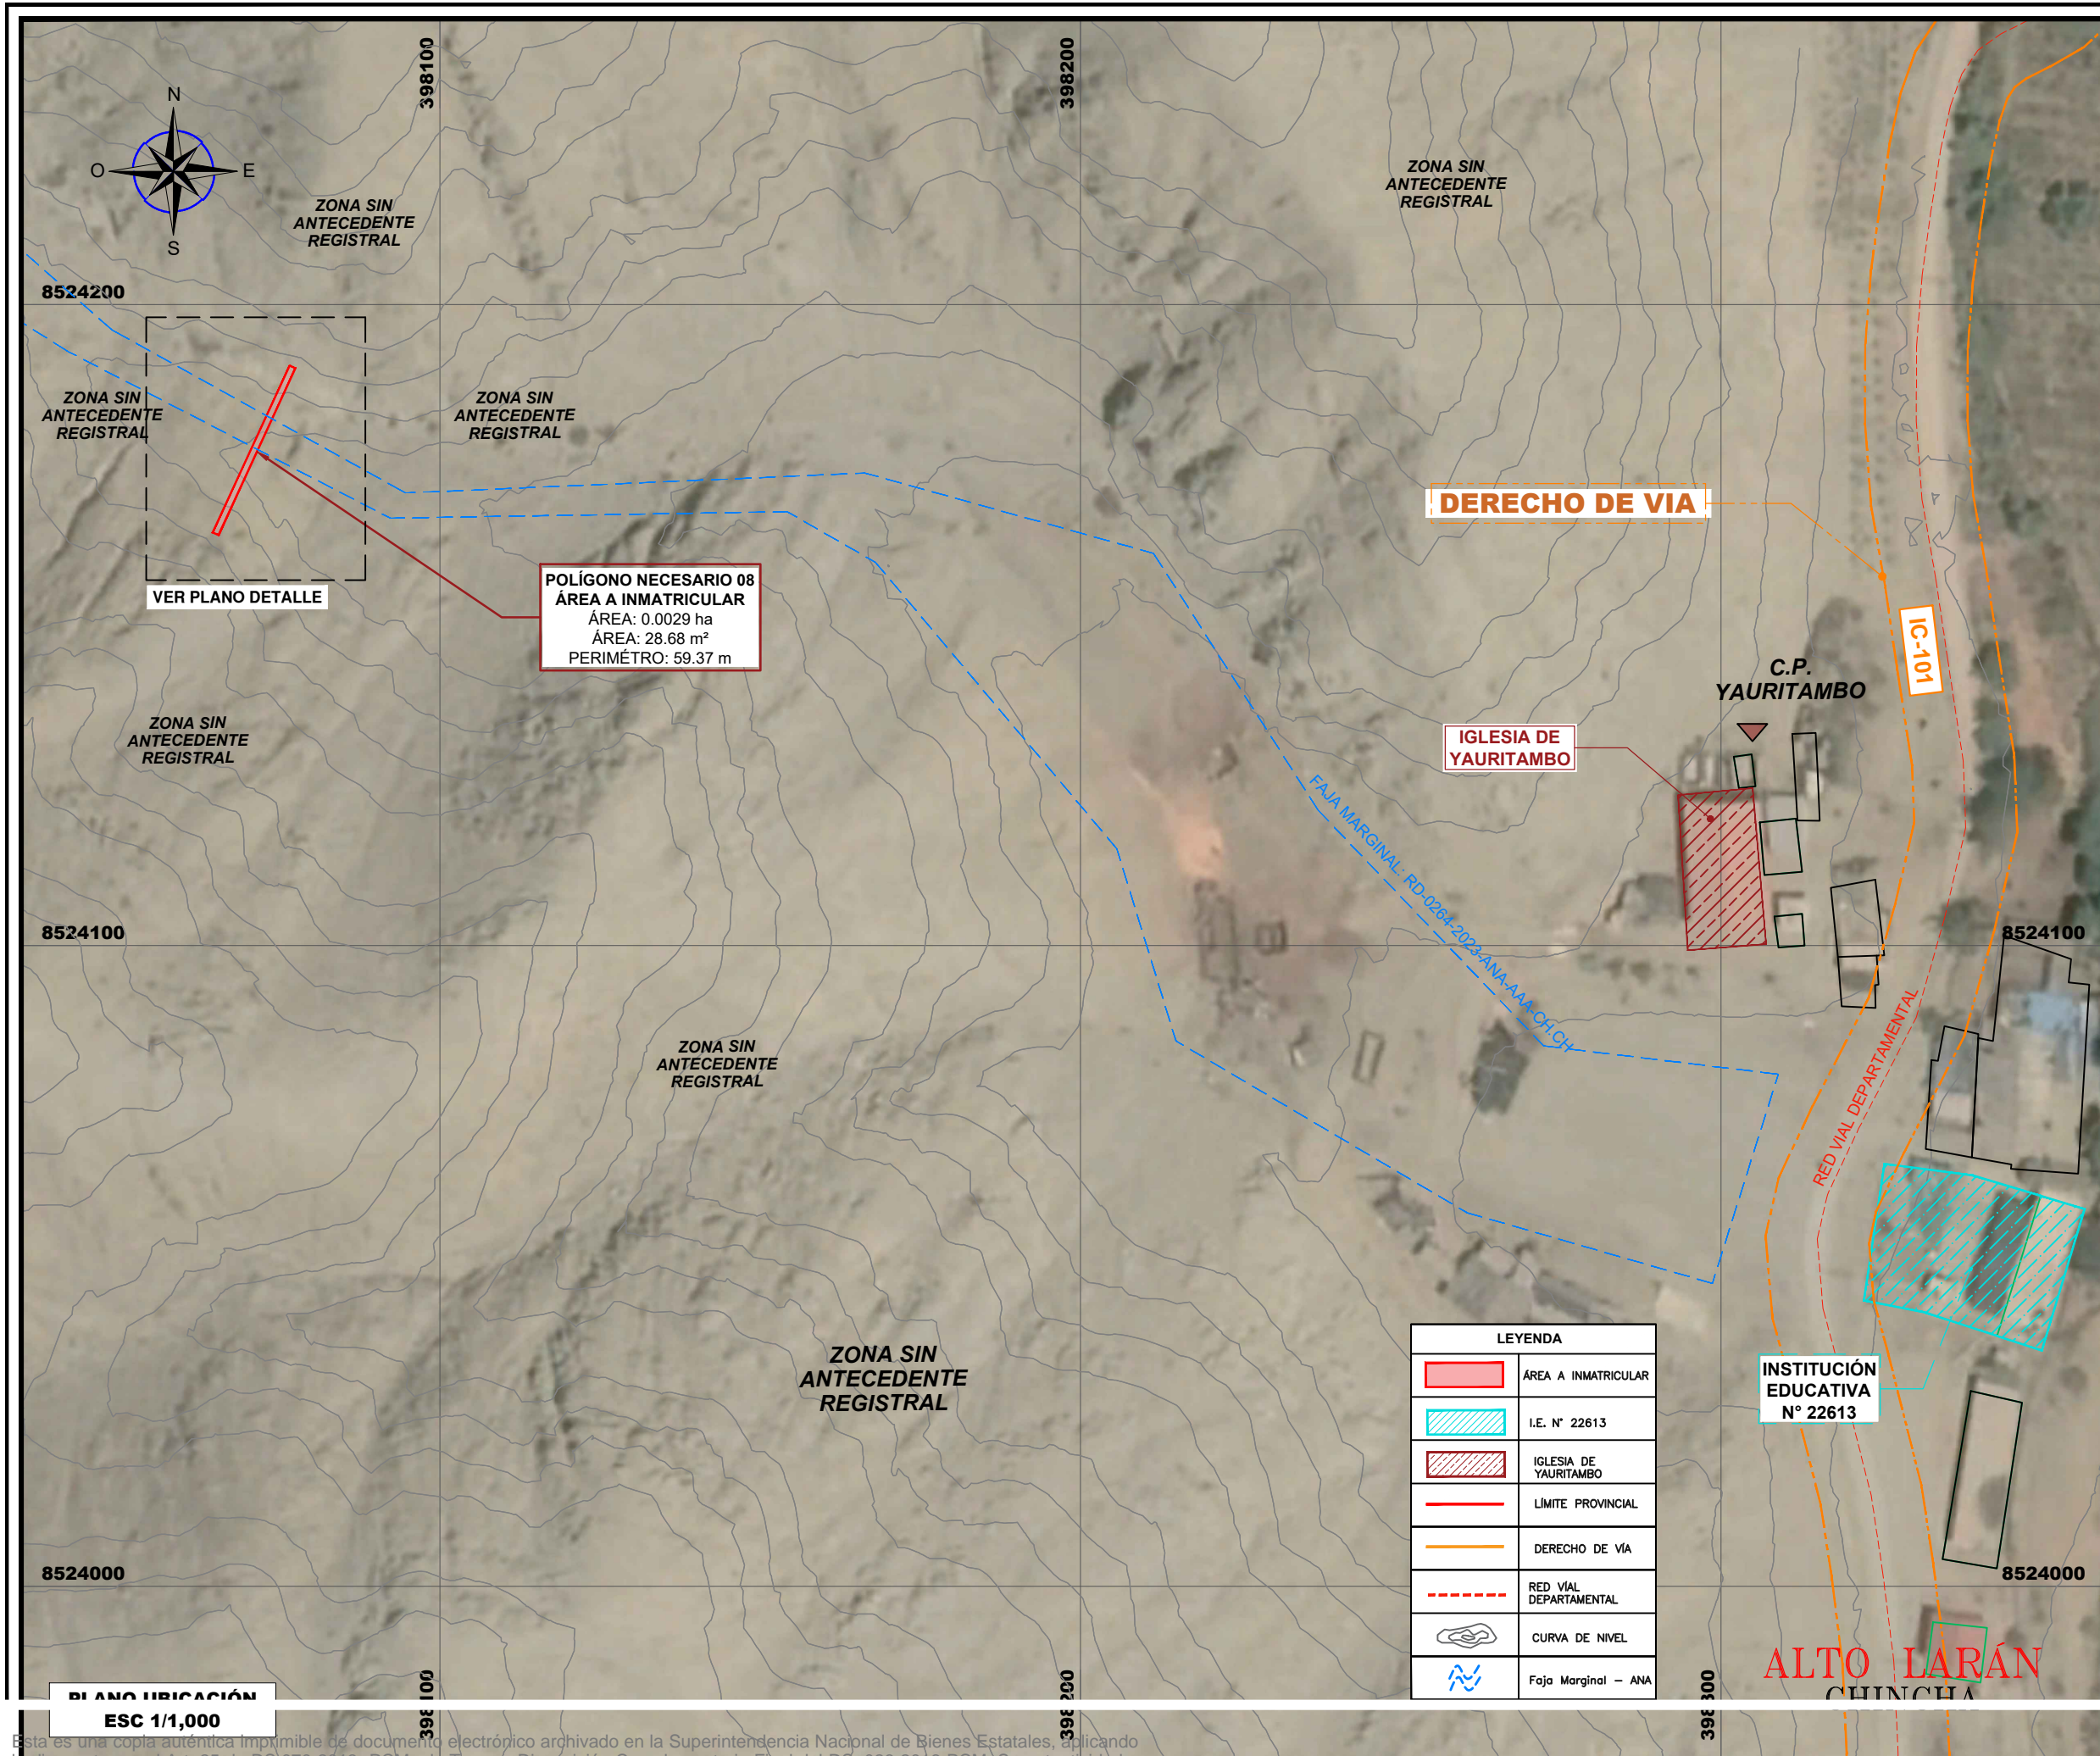 398100
398200
N
O
E
S
ZONA SIN
ANTECEDENTE
REGISTRAL
ZONA SIN
ANTECEDENTE
REGISTRAL
8524200
ZONA SIN
ANTECEDENTE
REGISTRAL
ZONA SIN
ANTECEDENTE
REGISTRAL
DERECHO DE VIA
VER PLANO DETALLE
POLÍGONO NECESARIO 08
ÁREA A INMATRICULAR
ÁREA: 0.0029 ha
ÁREA: 28.68 m²
PERIMÉTRO: 59.37 m
IC-101
C.P.
YAURITAMBO
ZONA SIN
ANTECEDENTE
REGISTRAL
IGLESIA DE
YAURITAMBO
FAJA MARGINAL: RD-0264-2023-ANA-AAA-CH.CH
8524100
8524100
RED VIAL DEPARTAMENTAL
ZONA SIN
ANTECEDENTE
REGISTRAL
ZONA SIN
ANTECEDENTE
REGISTRAL
INSTITUCIÓN
EDUCATIVA
N° 22613
LEYENDA
ÁREA A INMATRICULAR
I.E. N° 22613
IGLESIA DE
YAURITAMBO
LÍMITE PROVINCIAL
DERECHO DE VÍA
RED VÍAL
DEPARTAMENTAL
CURVA DE NIVEL
Faja Marginal - ANA
8524000
8524000
ALTO LARÁN
CHINCHA
PLANO UBICACIÓN
ESC 1/1,000
Esta es una copia auténtica imprimible de documento electrónico archivado en la Superintendencia Nacional de Bienes Estatales, aplicando